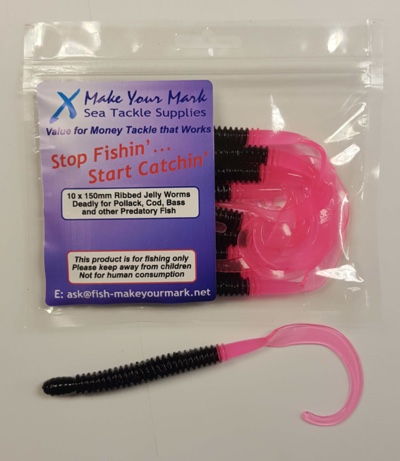 X Make Your Mark
Sea Tackle Supplies
Value for Money Tackle that Works
Stop Fishin'...
Start Catchin'
10 x 150mm Ribbed Jelly Worms
Deadly for Pollack, Cod, Bass
and other Predatory Fish
This product is for fishing only
Please keep away from children
Not for human consumption
E: ask@fish-makeyourmark.net